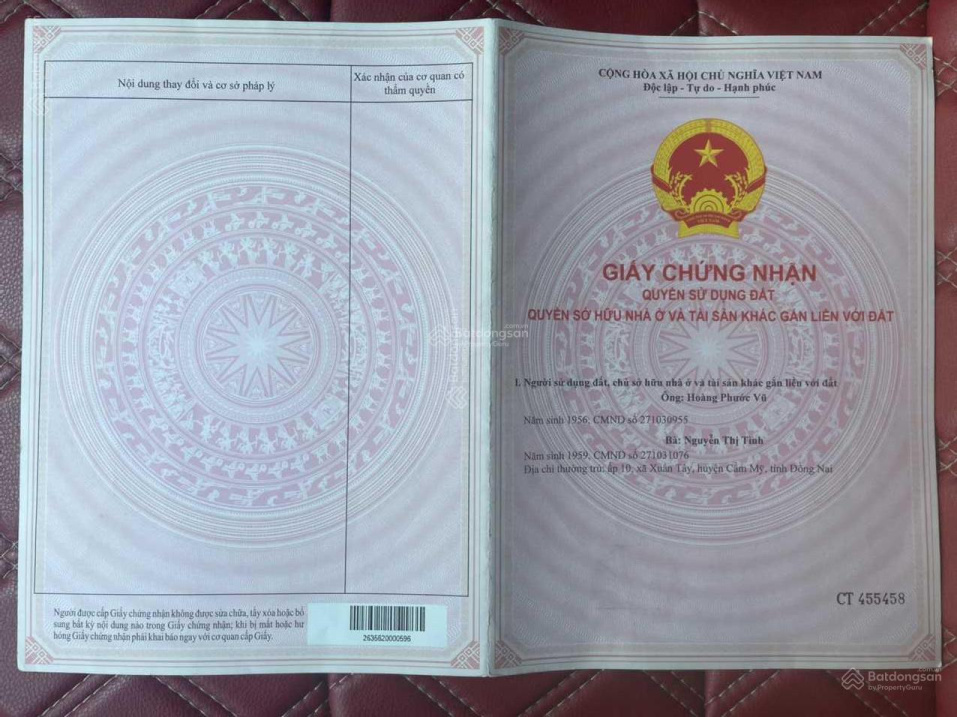 Nội dung thay đổi và cơ sở pháp lý
Xác nhận của cơ quan có
thẩm quyền
Người được cấp Giấy chứng nhận không được sửa chữa, tẩy xóa hoặc bổ
sung bất kỳ nội dung nào trong Giấy chứng nhận; khi bị mất hoặc hư
hỏng Giấy chứng nhận phải khai báo ngay với cơ quan cấp Giấy.
2635620000596
CỘNG HÒA XÃ HỘI CHỦ NGHĨA VIỆT NAM
Độc lập - Tự do - Hạnh phúc
GIẤY CHỨNG NHẬN
QUYỀN SỬ DỤNG ĐẤT
QUYỀN SỞ HỮU NHÀ Ở VÀ TÀI SẢN KHÁC GẮN LIỀN VỚI ĐẤT
I. Người sử dụng đất, chủ sở hữu nhà ở và tài sản khác gắn liền với đất
Ông: Hoàng Phước Vũ
Năm sinh 1956, CMND số 271030955
Bà: Nguyễn Thị Tinh
Năm sinh 1959, CMND số 271031076
Địa chỉ thường trú: ấp 10, xã Xuân Tây, huyện Cẩm Mỹ, tỉnh Đồng Nai
CT 455458
Batdongsan
by PropertyGuru
Batdongsan
by PropertyGuru